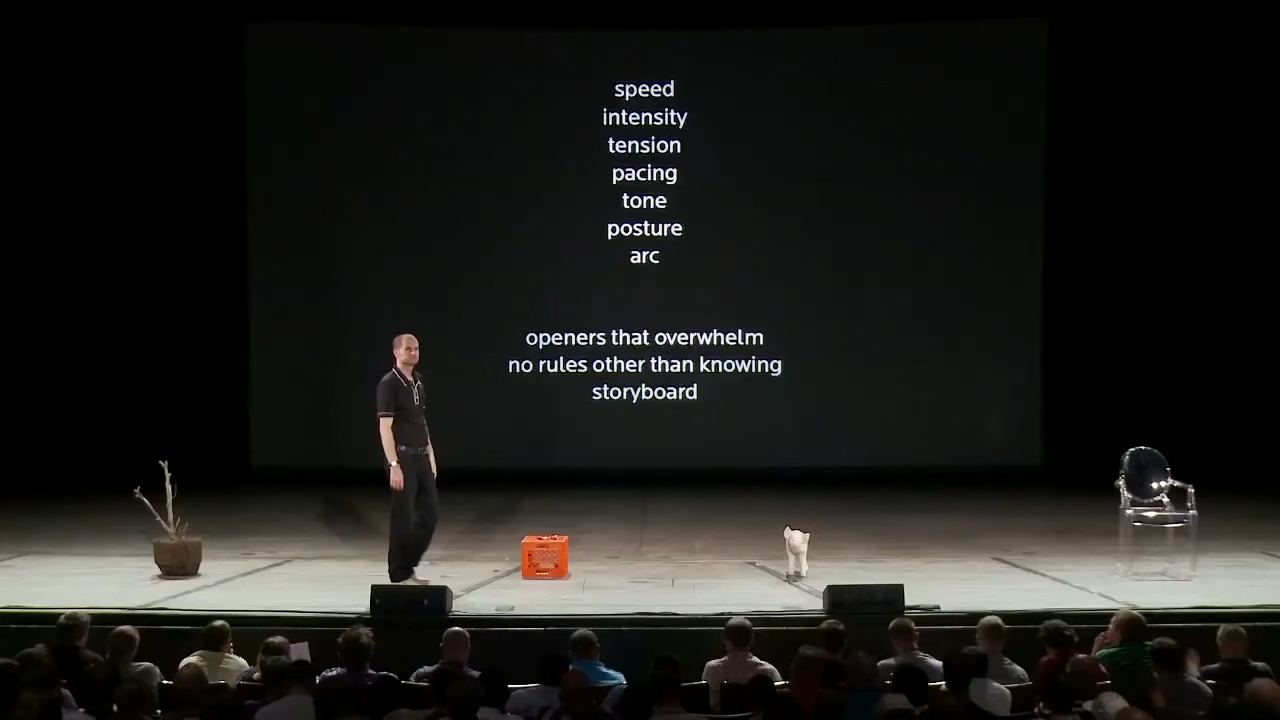 speed
intensity
tension
pacing
tone
posture
arc
openers that overwhelm
no rules other than knowing
storyboard